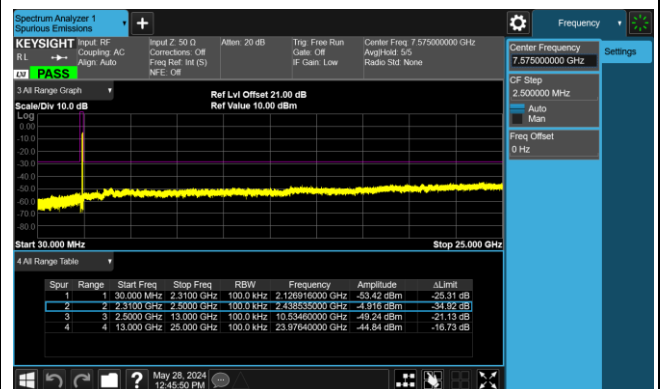 Spectrum Analyzer 1
Spurious Emissions
Frequency
KEYSIGHT
Input: RF
Coupling: AC
Align: Auto
Input Z: 50 Ω
Corrections: Off
Freq Ref: Int (S)
NFE: Off
Atten: 20 dB
Trig: Free Run
Gate: Off
IF Gain: Low
Center Freq: 7.575000000 GHz
Avg|Hold: 5/5
Radio Std: None
RL
LXI PASS
Center Frequency
7.575000000 GHz
Settings
CF Step
2.500000 MHz
Auto
Man
Freq Offset
0 Hz
3 All Range Graph
Scale/Div 10.0 dB
Ref Lvl Offset 21.00 dB
Ref Value 10.00 dBm
Log
0.00
-10.0
-20.0
-30.0
-40.0
-50.0
-60.0
-70.0
-80.0
Start 30.000 MHz Stop 25.000 GHz
4 All Range Table
Spur Range Start Freq Stop Freq RBW Frequency Amplitude ΔLimit
1 1 30.000 MHz 2.3100 GHz 100.0 kHz 2.126916000 GHz -53.42 dBm -25.31 dB
2 2 2.3100 GHz 2.5000 GHz 100.0 kHz 2.438535000 GHz -4.916 dBm -34.92 dB
3 3 2.5000 GHz 13.000 GHz 100.0 kHz 10.53460000 GHz -49.24 dBm -21.13 dB
4 4 13.000 GHz 25.000 GHz 100.0 kHz 23.97640000 GHz -44.84 dBm -16.73 dB
May 28, 2024
12:45:50 PM